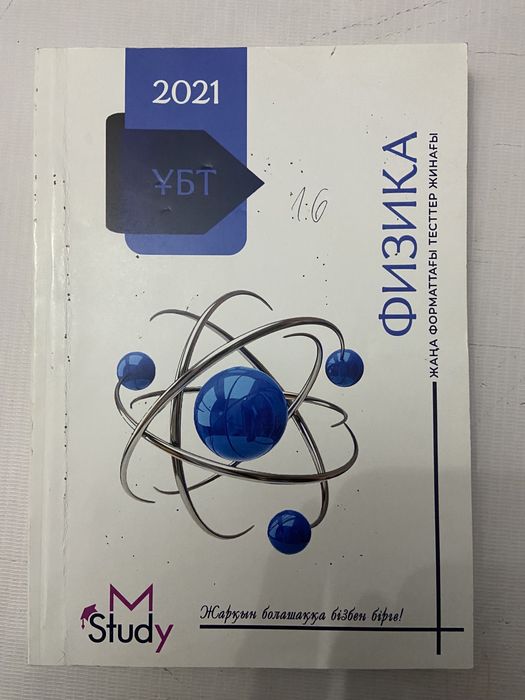 2021
ҰБТ
1.6
ФИЗИКА
ЖАҢА ФОРМАТТАҒЫ ТЕСТТЕР ЖИНАҒЫ
M
Study
Жарқын болашаққа бізбен бірге!